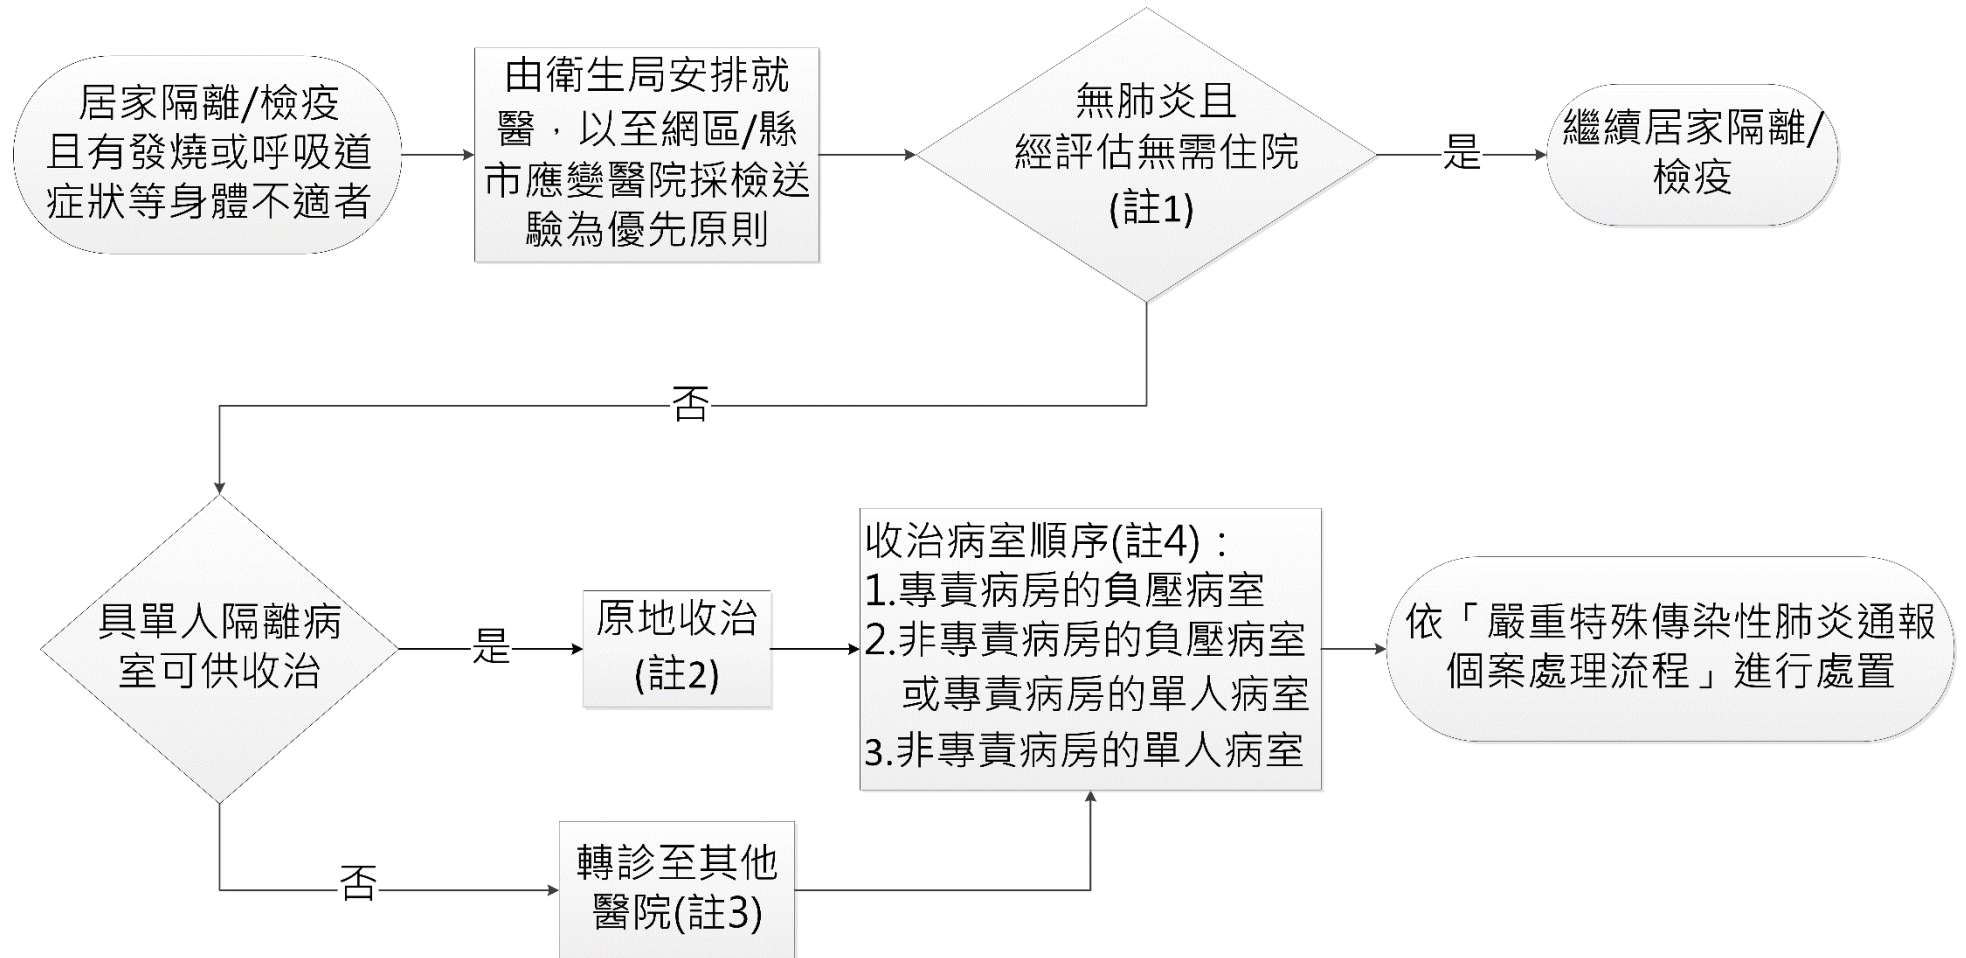 居家隔離/檢疫
且有發燒或呼吸道
症狀等身體不適者
由衛生局安排就
醫，以至網區/縣
市應變醫院採檢送
驗為優先原則
無肺炎且
經評估無需住院
(註1)
是
繼續居家隔離/
檢疫
否
具單人隔離病
室可供收治
是
原地收治
(註2)
收治病室順序(註4)：
1.專責病房的負壓病室
2.非專責病房的負壓病室
或專責病房的單人病室
3.非專責病房的單人病室
依「嚴重特殊傳染性肺炎通報
個案處理流程」進行處置
否
轉診至其他
醫院(註3)